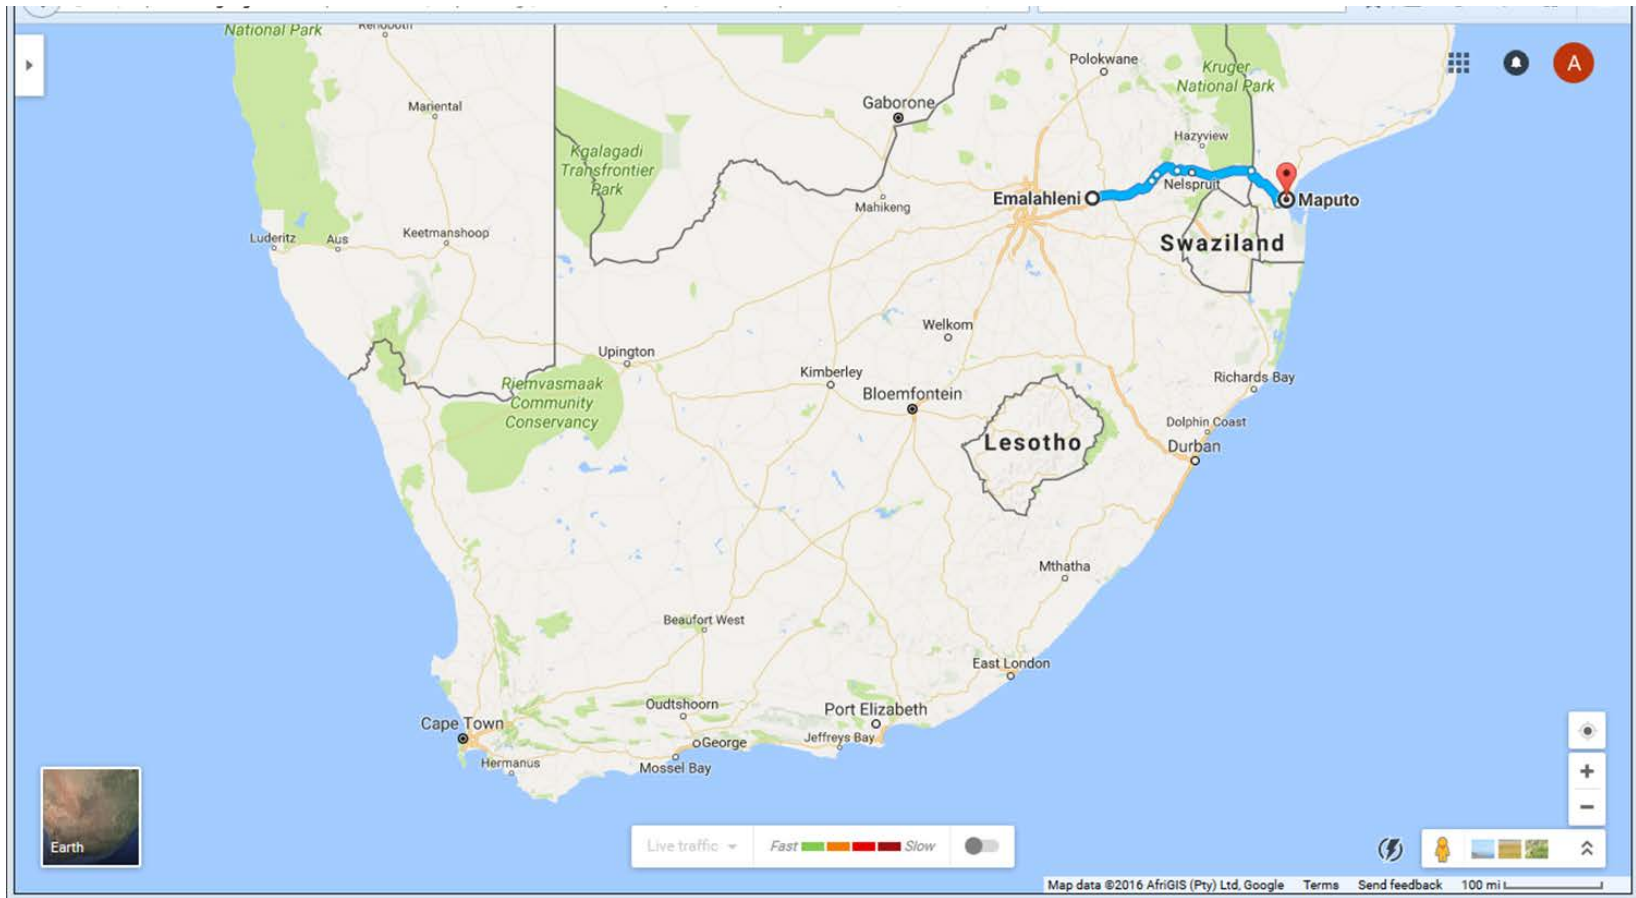 National Park
Mariental
Polokwane
Kruger
National Park
A
Gaborone
Hazyview
Kgalagadi
Transfrontier
Park
Mahikeng
Emalahleni
Nelspruit
Maputo
Luderitz
Aus
Keetmanshoop
Swaziland
Welkom
Upington
Kimberley
Riemvasmaak
Community
Conservancy
Bloemfontein
Richards Bay
Lesotho
Dolphin Coast
Durban
Mthatha
Beaufort West
East London
Oudtshoorn
Port Elizabeth
Cape Town
George
Jeffreys Bay
Hermanus
Mossel Bay
Earth
Live traffic
Fast
Slow
Map data ©2016 AfriGIS (Pty) Ltd, Google Terms Send feedback 100 mi